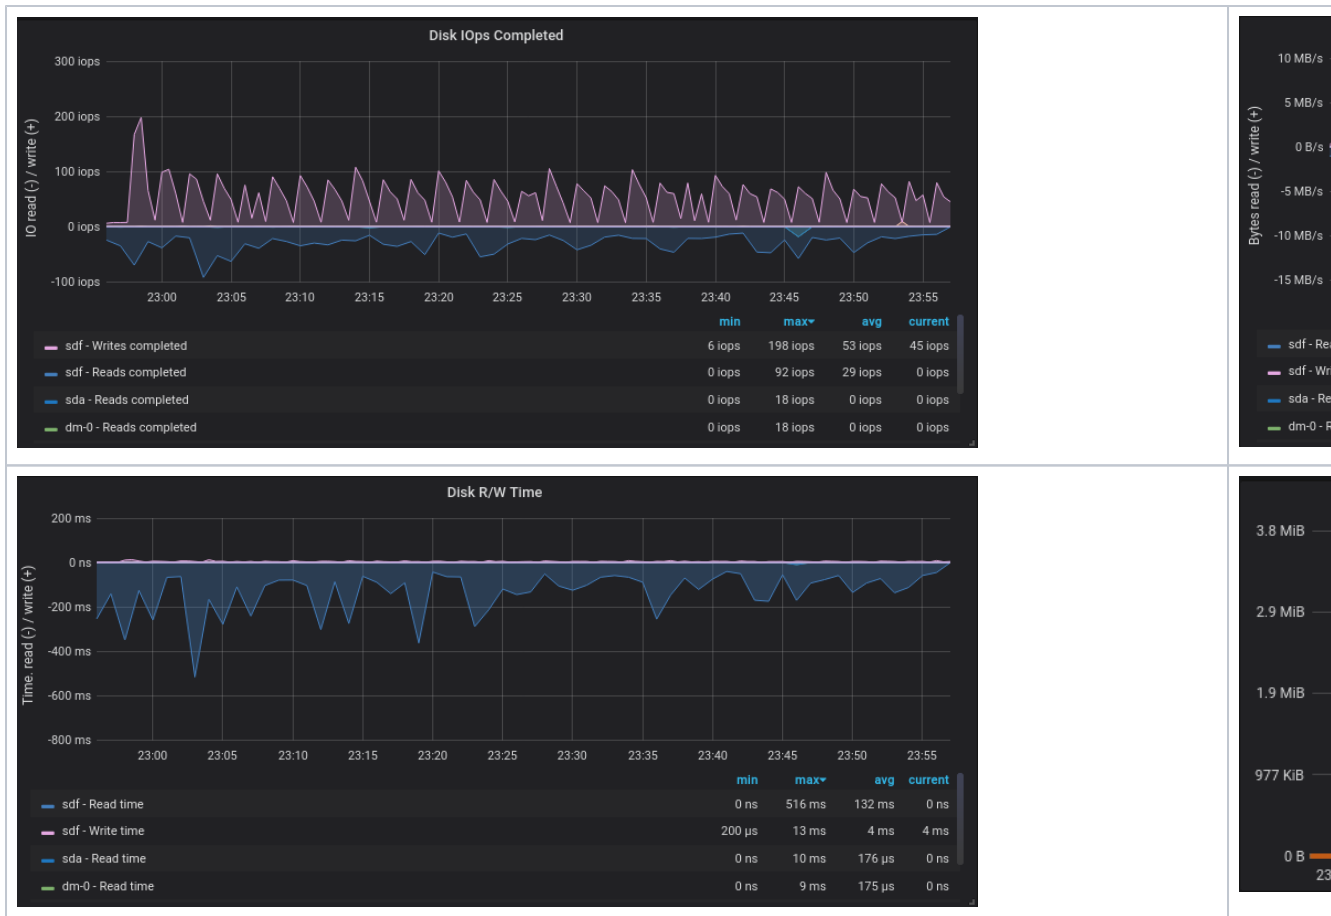 Disk IOps Completed
IO read (-) / write (+)
300 iops
200 iops
100 iops
0 iops
-100 iops
23:00 23:05 23:10 23:15 23:20 23:25 23:30 23:35 23:40 23:45 23:50 23:55
min max avg current
sdf - Writes completed 6 iops 198 iops 53 iops 45 iops
sdf - Reads completed 0 iops 92 iops 29 iops 0 iops
sda - Reads completed 0 iops 18 iops 0 iops 0 iops
dm-0 - Reads completed 0 iops 18 iops 0 iops 0 iops
Bytes read (-) / write (+)
10 MB/s
5 MB/s
0 B/s
-5 MB/s
-10 MB/s
-15 MB/s
sdf - Re
sdf - Wr
sda - Re
dm-0 - R
Disk R/W Time
Time. read (-) / write (+)
200 ms
0 ns
-200 ms
-400 ms
-600 ms
-800 ms
23:00 23:05 23:10 23:15 23:20 23:25 23:30 23:35 23:40 23:45 23:50 23:55
min max avg current
sdf - Read time 0 ns 516 ms 132 ms 0 ns
sdf - Write time 200 µs 13 ms 4 ms 4 ms
sda - Read time 0 ns 10 ms 176 µs 0 ns
dm-0 - Read time 0 ns 9 ms 175 µs 0 ns
3.8 MiB
2.9 MiB
1.9 MiB
977 KiB
0 B
23